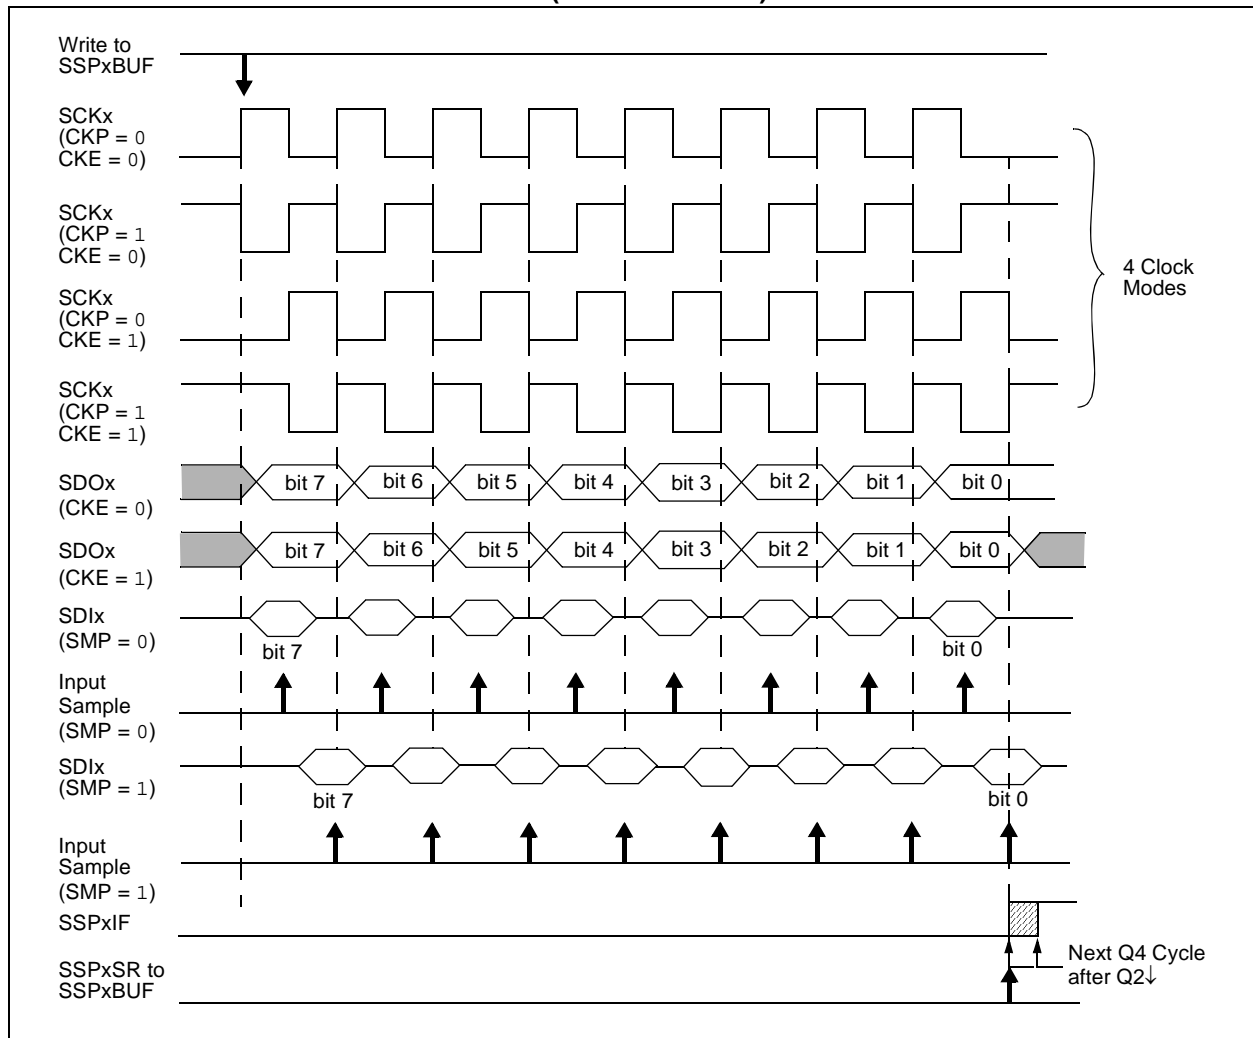 Write to
SSPxBUF
SCKx
(CKP = 0
CKE = 0)
SCKx
(CKP = 1
CKE = 0)
4 Clock
Modes
SCKx
(CKP = 0
CKE = 1)
SCKx
(CKP = 1
CKE = 1)
SDOx
(CKE = 0)
bit 7 bit 6 bit 5 bit 4 bit 3 bit 2 bit 1 bit 0
SDOx
(CKE = 1)
bit 7 bit 6 bit 5 bit 4 bit 3 bit 2 bit 1 bit 0
SDIx
(SMP = 0)
bit 7 bit 0
Input
Sample
(SMP = 0)
SDIx
(SMP = 1)
bit 7 bit 0
Input
Sample
(SMP = 1)
SSPxIF
Next Q4 Cycle
after Q2↓
SSPxSR to
SSPxBUF